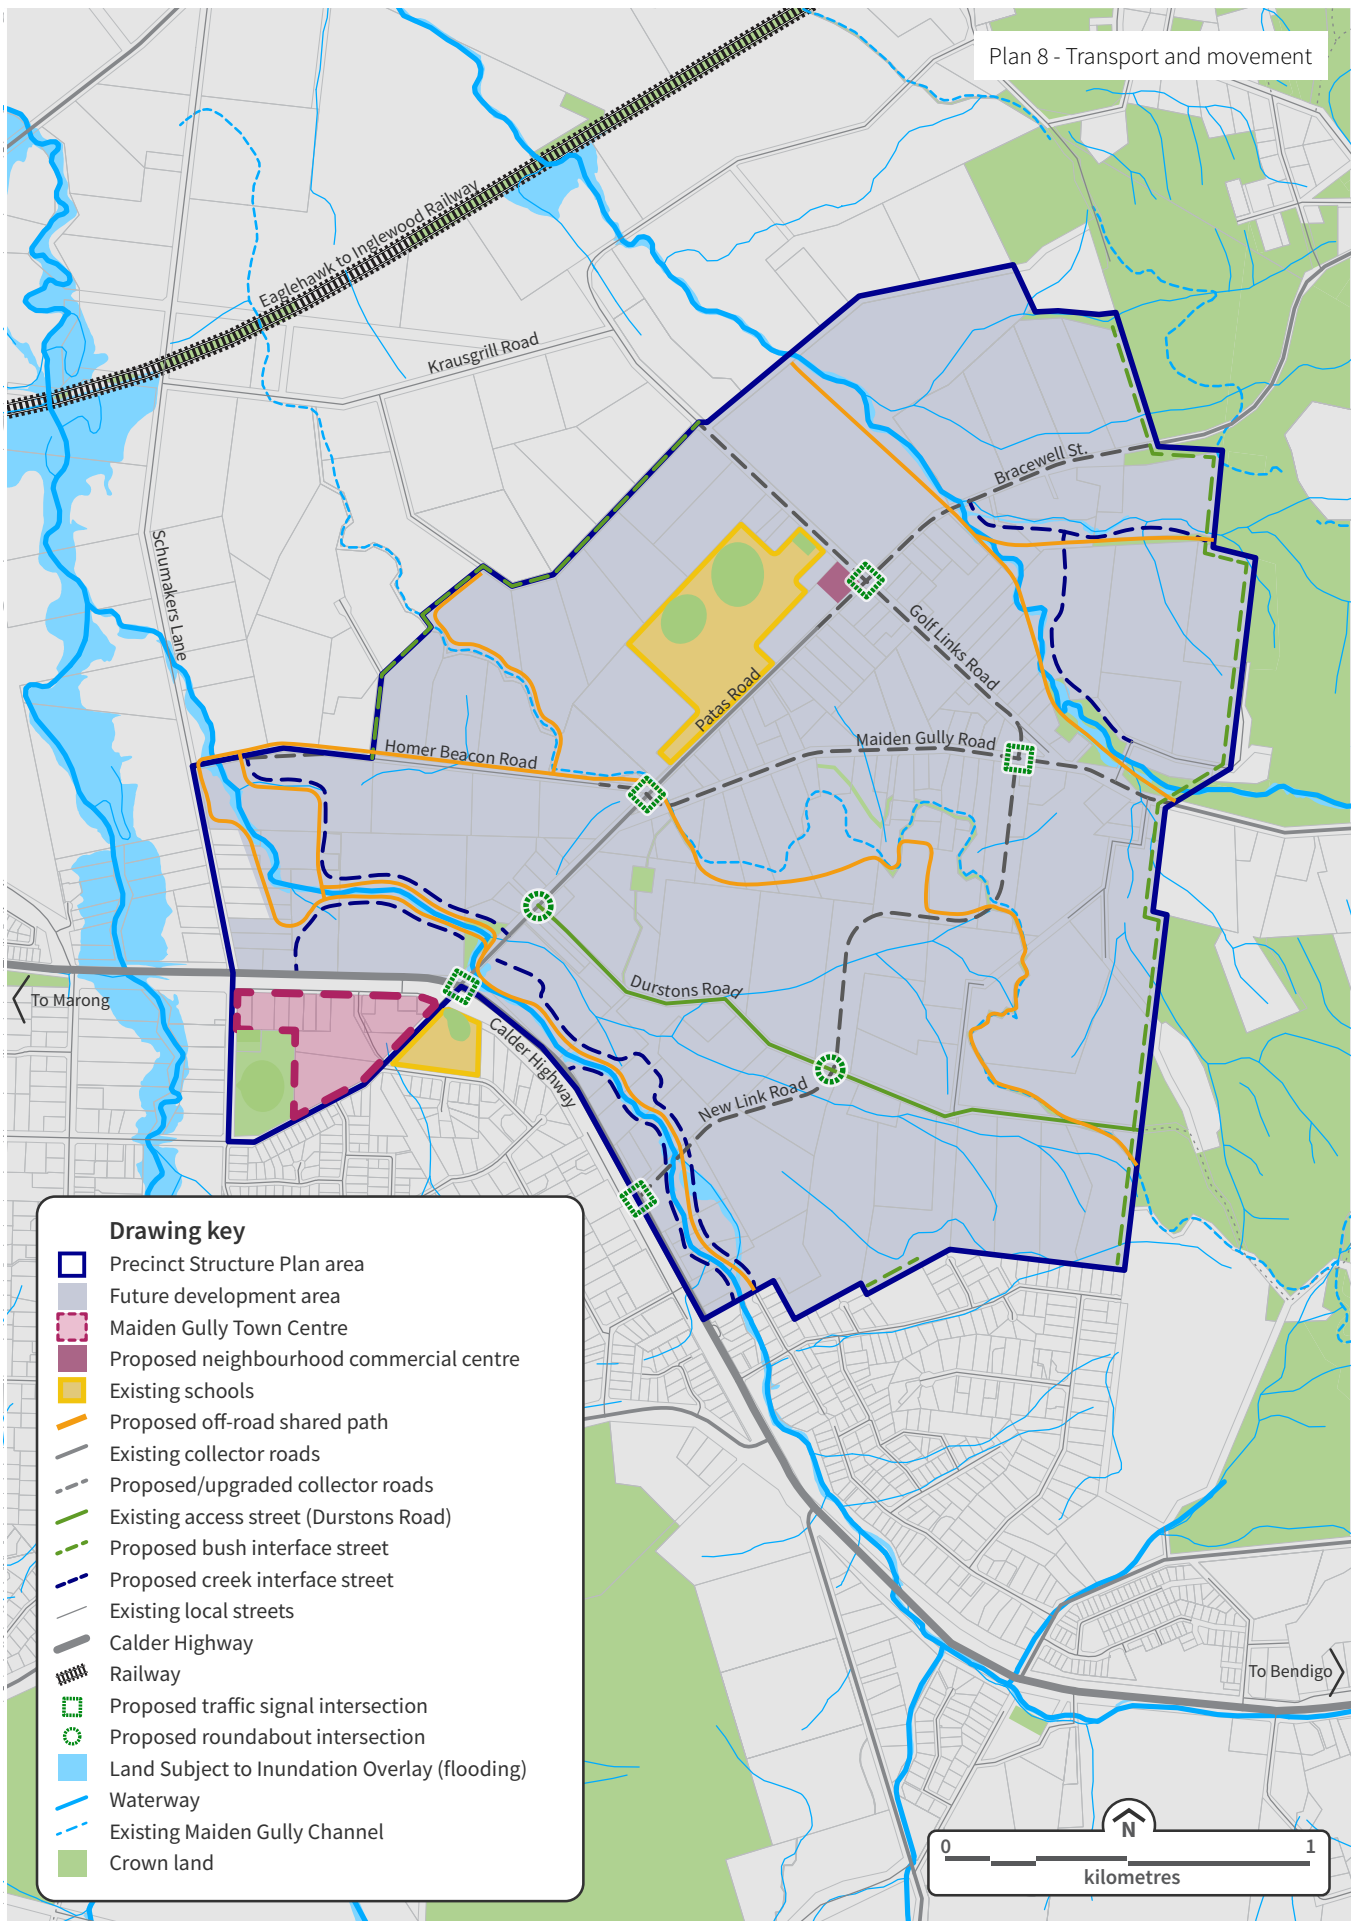 Plan 8 - Transport and movement
Eaglehawk to Inglewood Railway
Krausgrill Road
Bracewell St.
Schumakers Lane
Golf Links Road
Patas Road
Maiden Gully Road
Homer Beacon Road
Durstons Road
To Marong
Calder Highway
New Link Road
Drawing key
Precinct Structure Plan area
Future development area
Maiden Gully Town Centre
Proposed neighbourhood commercial centre
Existing schools
Proposed off-road shared path
Existing collector roads
Proposed/upgraded collector roads
Existing access street (Durstons Road)
Proposed bush interface street
Proposed creek interface street
Existing local streets
Calder Highway
Railway
Proposed traffic signal intersection
Proposed roundabout intersection
Land Subject to Inundation Overlay (flooding)
Waterway
Existing Maiden Gully Channel
Crown land
To Bendigo
N
0 1
kilometres